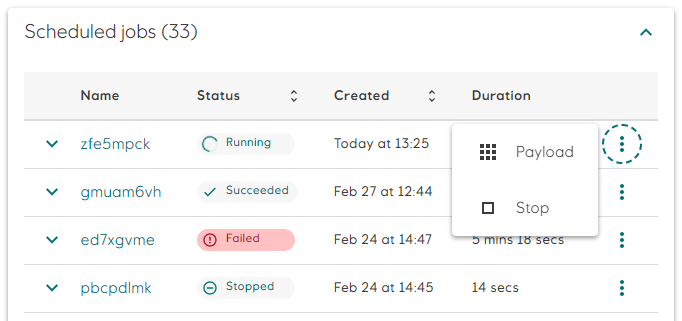 Scheduled jobs (33)
Name Status Created Duration
zfe5mpck Running Today at 13:25
Payload
gmuam6vh Succeeded Feb 27 at 12:44
Stop
ed7xgvme Failed Feb 24 at 14:47 5 mins 18 secs
pbcpdlmk Stopped Feb 24 at 14:45 14 secs